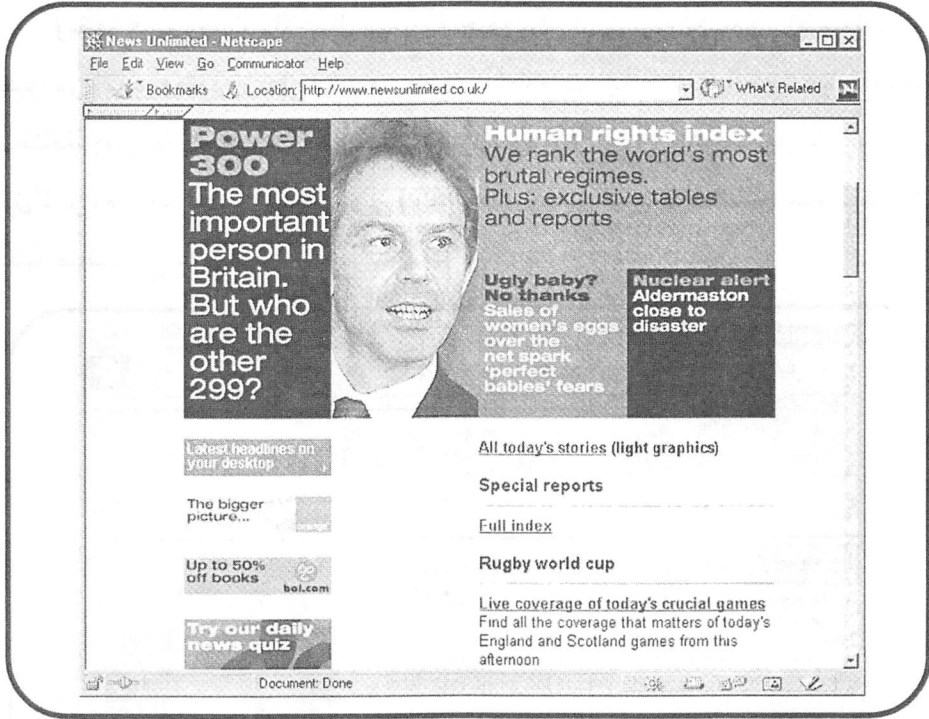 News Unlimited - Netscape
File Edit View Go Communicator Help
Bookmarks Location: http://www.newsunlimited.co.uk/ What's Related
Power
300
The most
important
person in
Britain.
But who
are the
other
299?
Human rights index
We rank the world's most
brutal regimes.
Plus: exclusive tables
and reports
Ugly baby?
No thanks
Sales of
women's eggs
over the
net spark
'perfect
babies' fears
Nuclear alert
Aldermaston
close to
disaster
Latest headlines on
your desktop
The bigger
picture...
orange
Up to 50%
off books
bol.com
Try our daily
news quiz
All today's stories (light graphics)
Special reports
Full index
Rugby world cup
Live coverage of today's crucial games
Find all the coverage that matters of today's
England and Scotland games from this
afternoon
Document: Done